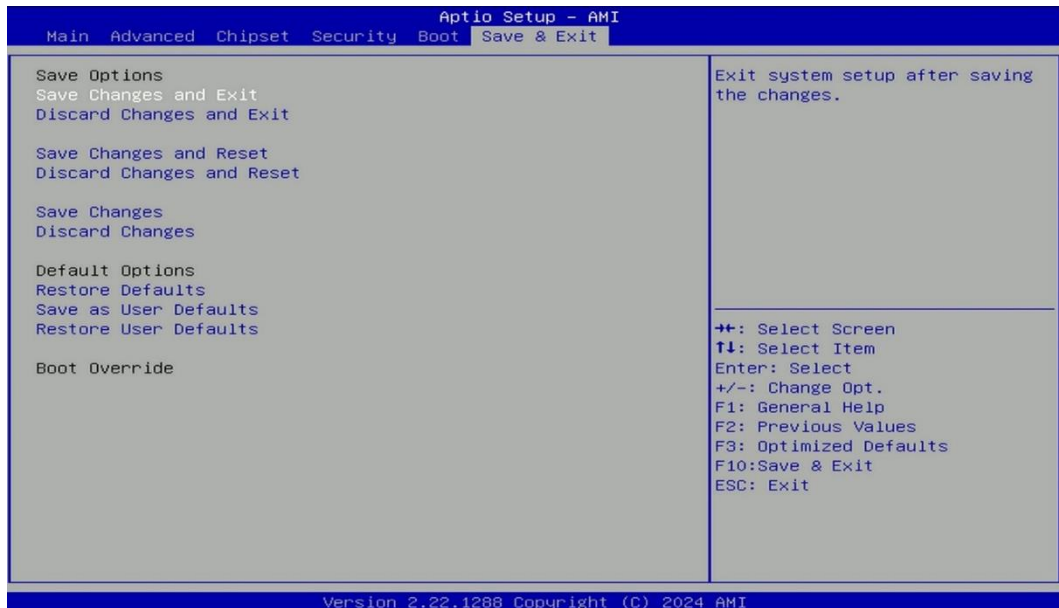 Aptio Setup – AMI
Main Advanced Chipset Security Boot Save & Exit
Save Options
Save Changes and Exit
Discard Changes and Exit
Save Changes and Reset
Discard Changes and Reset
Save Changes
Discard Changes
Default Options
Restore Defaults
Save as User Defaults
Restore User Defaults
Boot Override
Exit system setup after saving
the changes.
→←: Select Screen
↑↓: Select Item
Enter: Select
+/-: Change Opt.
F1: General Help
F2: Previous Values
F3: Optimized Defaults
F10:Save & Exit
ESC: Exit
Version 2.22.1288 Copyright (C) 2024 AMI